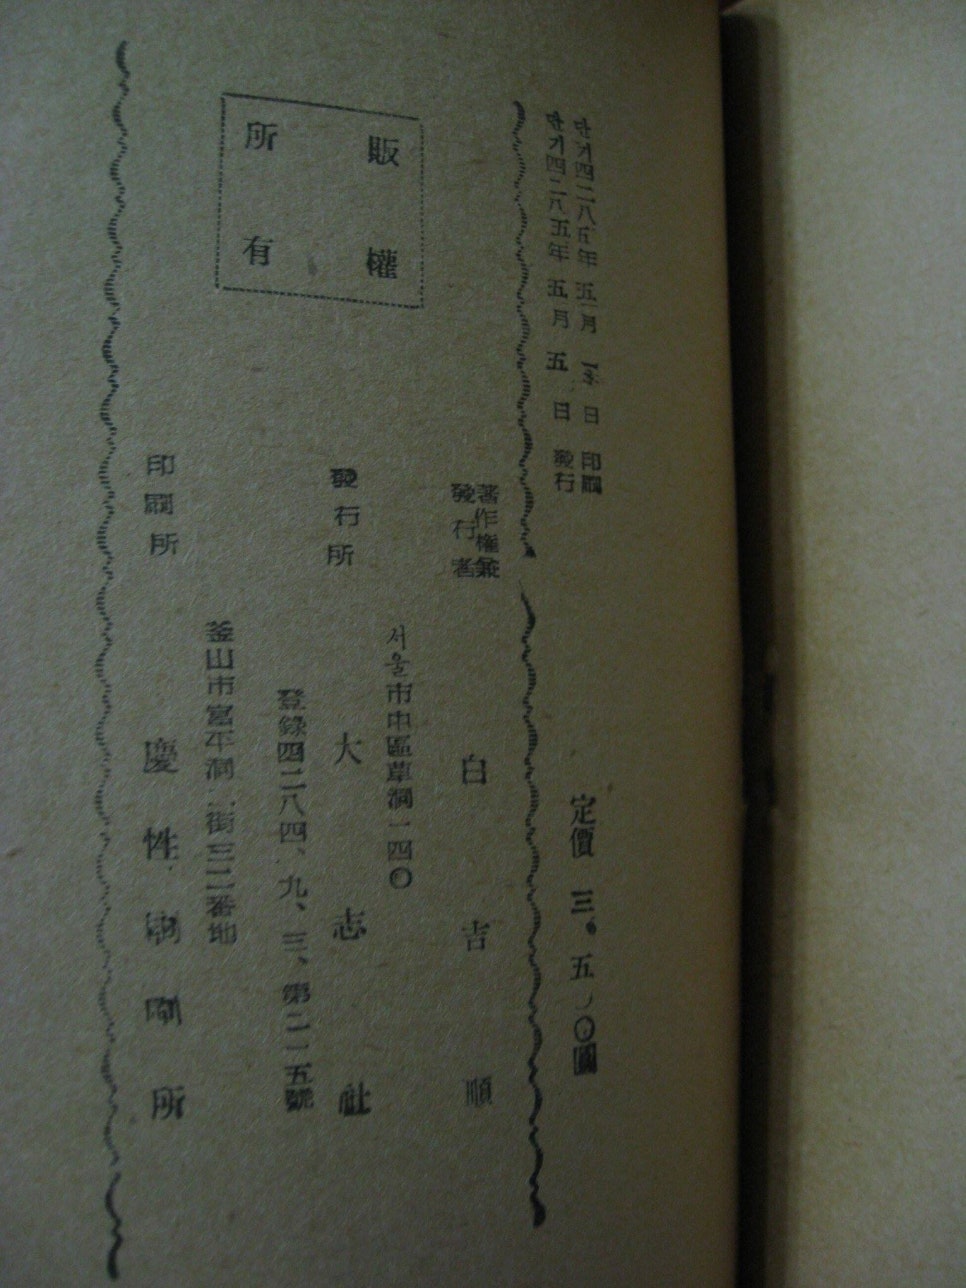 단기四二八五年 五月 日 印刷
단기四二八五年 五月 五日 發行
定價 三.五〇圓
販權
所有
著作權兼
發行者
白吉順
서울市中區草洞一四〇
發行所 大志社
登錄四二八四、九、三、第二一五號
釜山市富平洞 街三二番地
印刷所 慶性印刷所